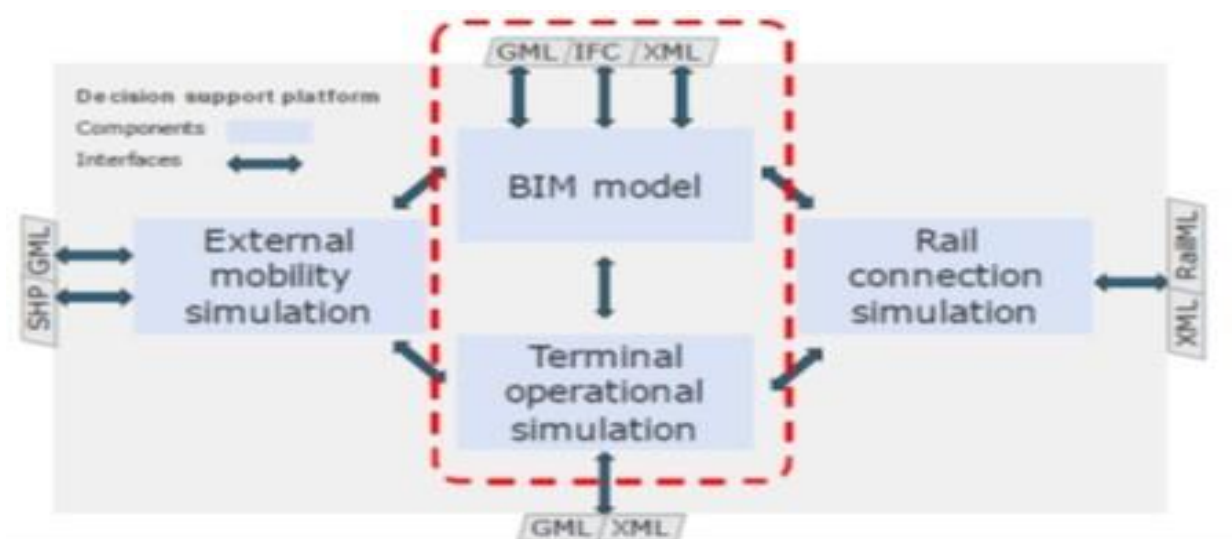 GML IFC XML
Decision support platform
Components
Interfaces
BIM model
External
mobility
simulation
SHP GML
Rail
connection
simulation
XML RailML
Terminal
operational
simulation
GML XML